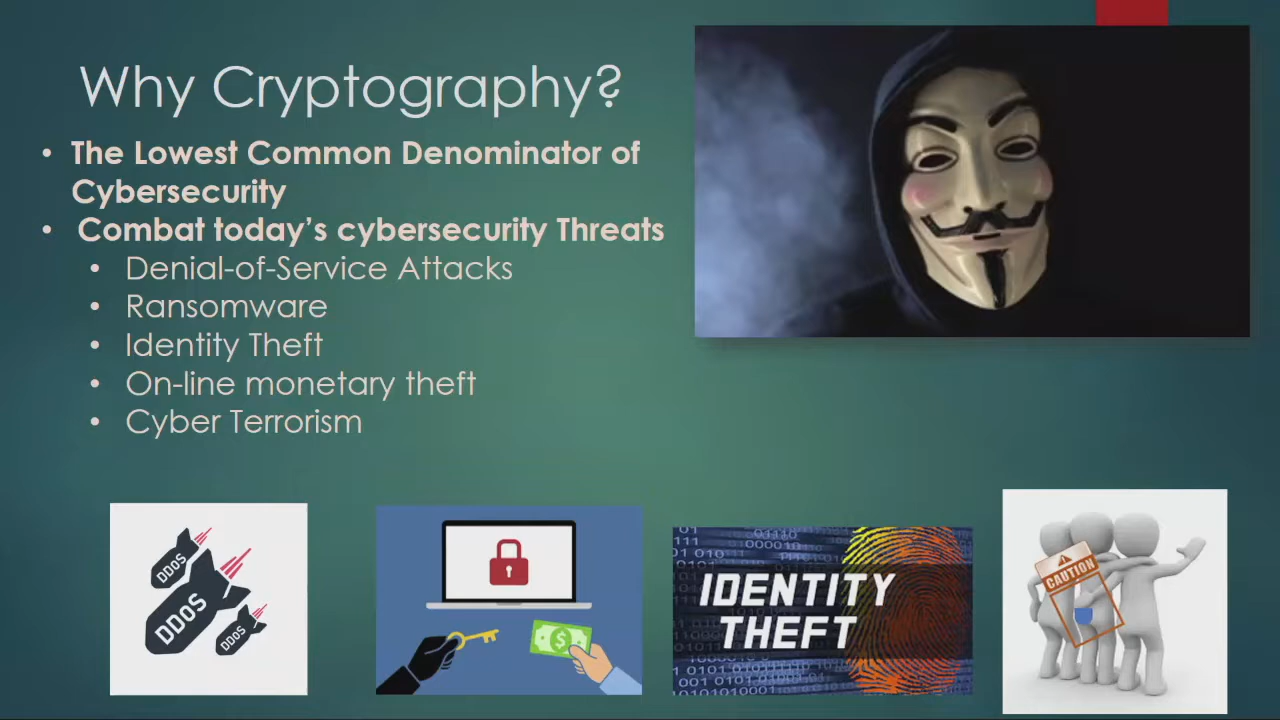 Why Cryptography?
• The Lowest Common Denominator of
Cybersecurity
• Combat today’s cybersecurity Threats
• Denial-of-Service Attacks
• Ransomware
• Identity Theft
• On-line monetary theft
• Cyber Terrorism
DDOS
DDOS
DDOS
$
IDENTITY
THEFT
CAUTION